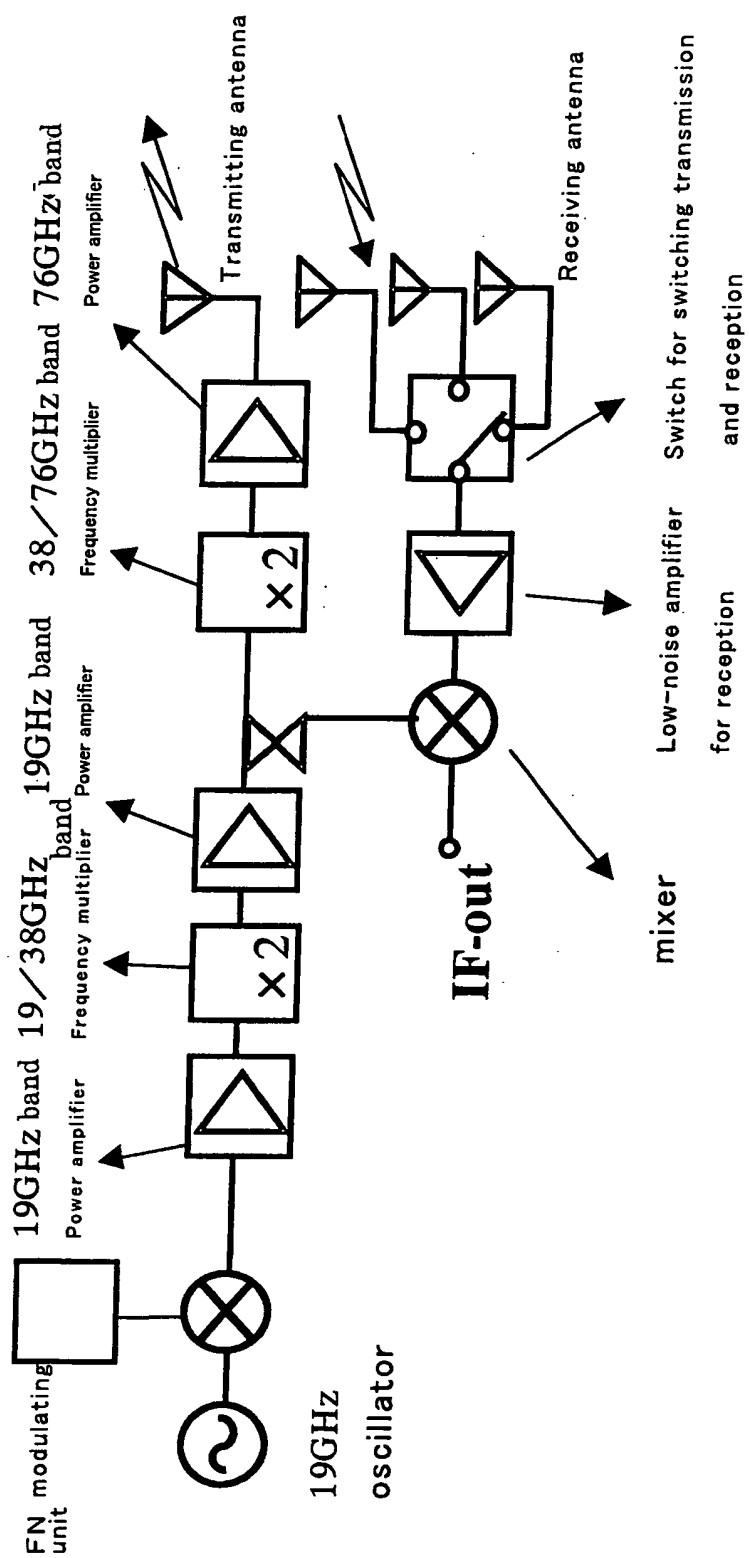 FN modulating
unit
19GHz band
Power amplifier
19/38GHz
band
Frequency multiplier
19GHz band
Power amplifier
38/76GHz band
Frequency multiplier
76GHz band
Power amplifier
×2
×2
Transmitting antenna
Receiving antenna
19GHz
oscillator
IF-out
mixer
Low-noise amplifier
for reception
Switch for switching transmission
and reception